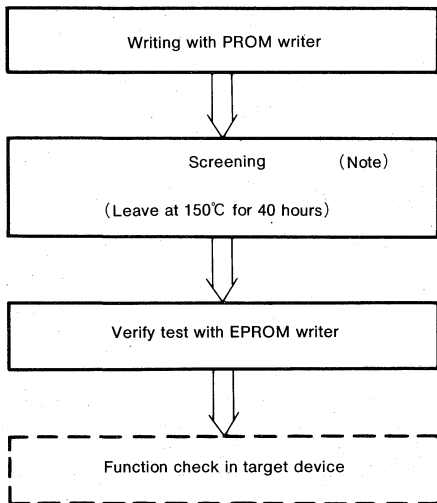 Writing with PROM writer
Screening (Note)
(Leave at 150℃ for 40 hours)
Verify test with EPROM writer
Function check in target device